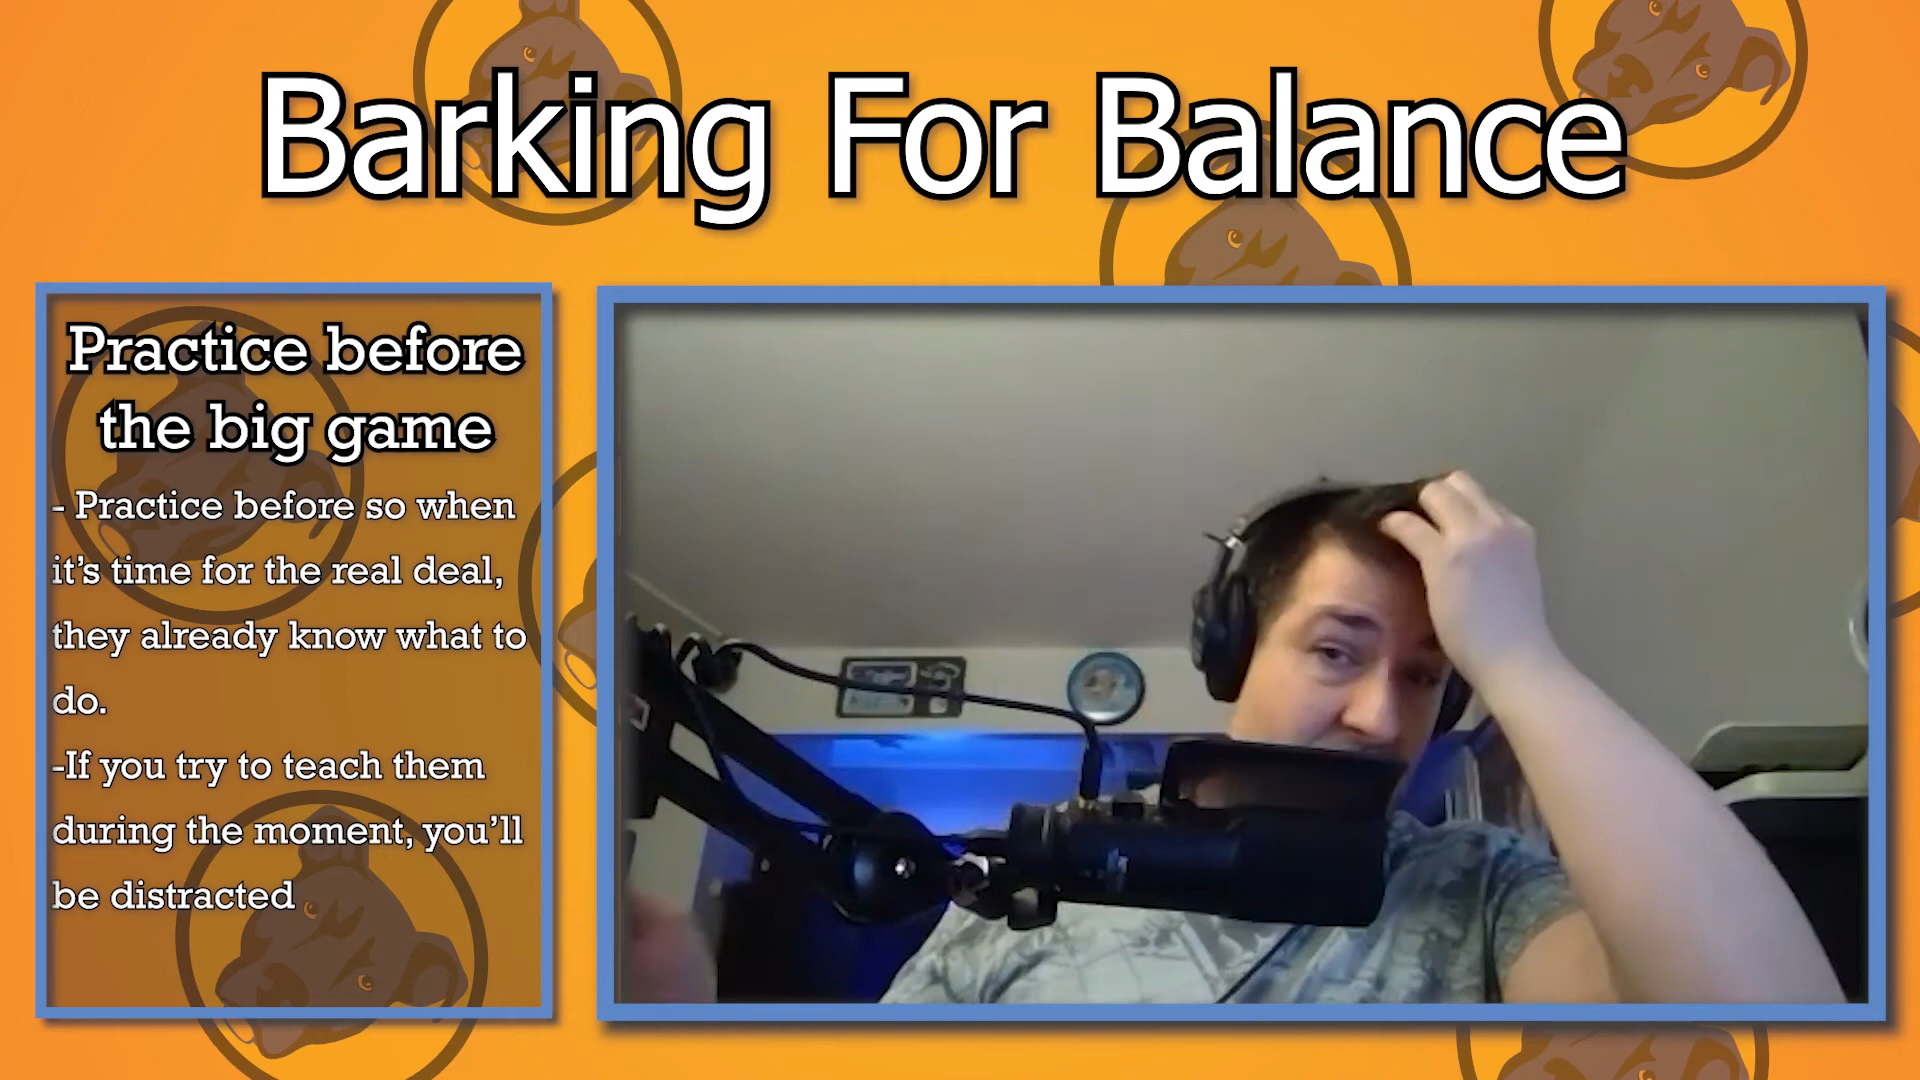 Barking For Balance
Practice before
the big game
- Practice before so when
it's time for the real deal,
they already know what to
do.
-If you try to teach them
during the moment, you'll
be distracted